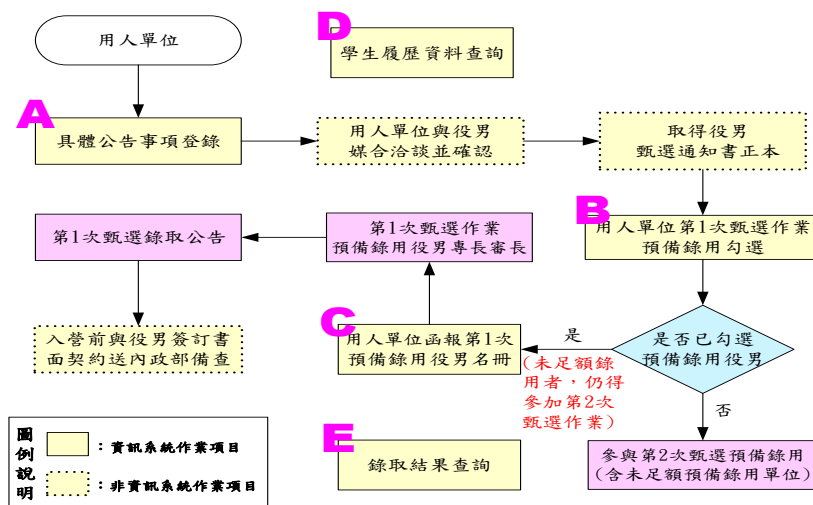 用人單位
D
學生履歷資料查詢
A
具體公告事項登錄
用人單位與役男
媒合洽談並確認
取得役男
甄選通知書正本
B
用人單位第1次甄選作業
預備錄用勾選
第1次甄選錄取公告
第1次甄選作業
預備錄用役男專長審長
入營前與役男簽訂書
面契約送內政部備查
C
用人單位函報第1次
預備錄用役男名冊
是
(未足額錄
用者，仍得
參加第2次
甄選作業)
是否已勾選
預備錄用役男
否
參與第2次甄選預備錄用
(含未足額預備錄用單位)
E
錄取結果查詢
圖例說明
：資訊系統作業項目
：非資訊系統作業項目